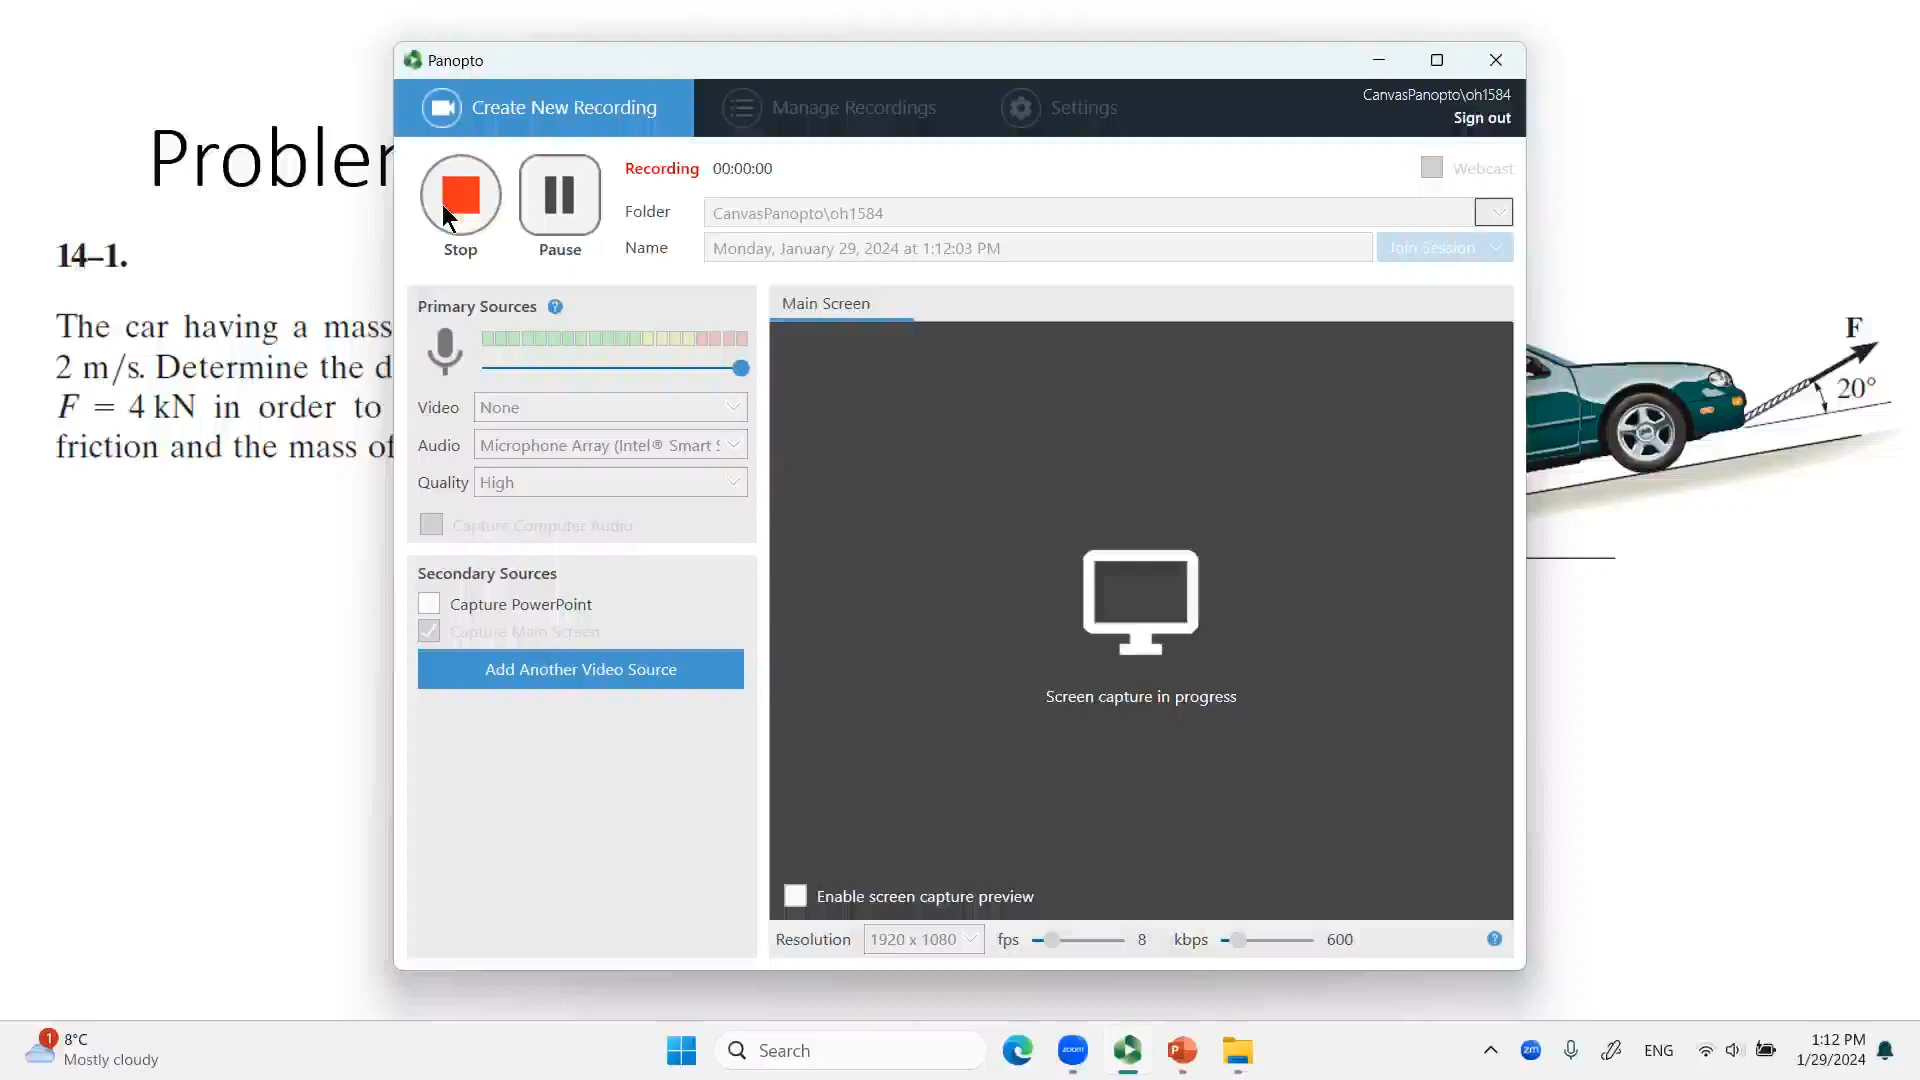 Panopto
Create New Recording
Manage Recordings
Settings
CanvasPanopto\oh1584
Sign out
Stop
Pause
Recording 00:00:00
Webcast
Folder CanvasPanopto\oh1584
Name Monday, January 29, 2024 at 1:12:03 PM
Join Session
Primary Sources ?
Video None
Audio Microphone Array (Intel® Smart S
Quality High
Capture Computer Audio
Secondary Sources
Capture PowerPoint
Capture Main Screen
Add Another Video Source
Main Screen
Screen capture in progress
Enable screen capture preview
Resolution 1920 x 1080 fps 8 kbps 600 ?
Problem
14–1.
The car having a mass
2 m/s. Determine the d
F = 4 kN in order to
friction and the mass of
F
20°
1
8°C
Mostly cloudy
Search
zoom
zm
ENG
1:12 PM
1/29/2024